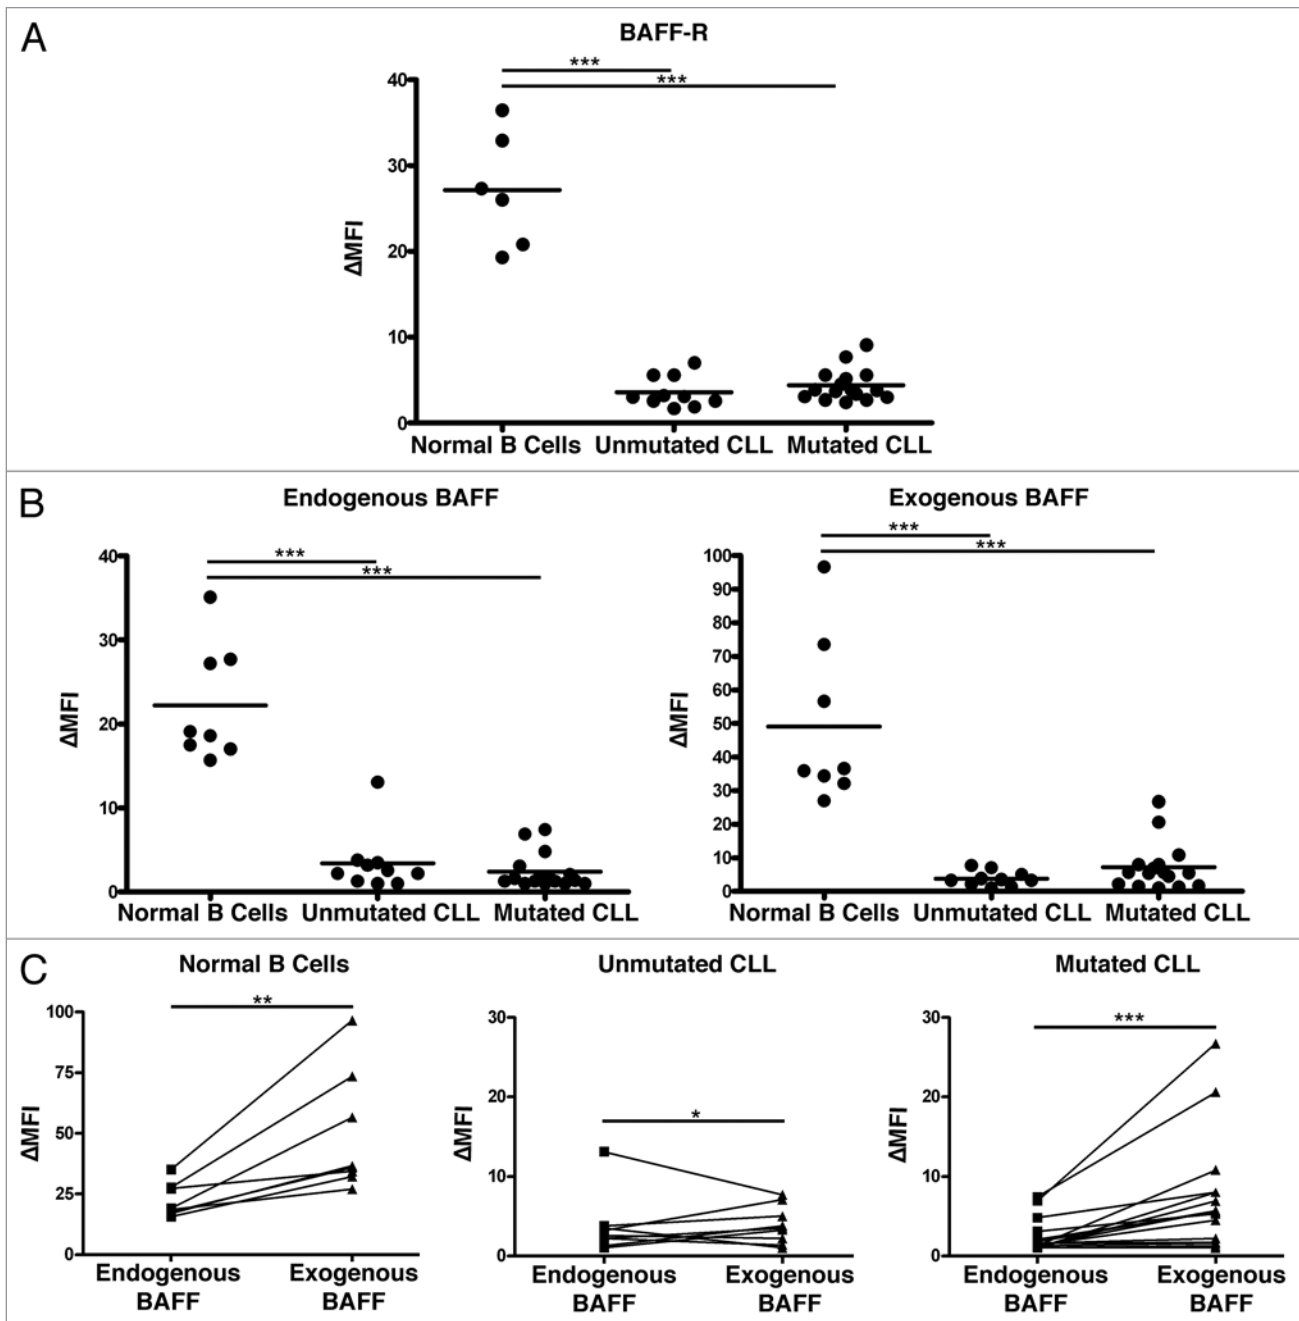 A
BAFF-R
***
***
40
30
20
10
0
ΔMFI
Normal B Cells Unmutated CLL Mutated CLL
B
Endogenous BAFF
***
***
40
30
20
10
0
ΔMFI
Normal B Cells Unmutated CLL Mutated CLL
Exogenous BAFF
***
***
100
90
80
70
60
50
40
30
20
10
0
ΔMFI
Normal B Cells Unmutated CLL Mutated CLL
C
Normal B Cells
**
100
75
50
25
0
ΔMFI
Endogenous Exogenous
BAFF BAFF
Unmutated CLL
*
30
20
10
0
ΔMFI
Endogenous Exogenous
BAFF BAFF
Mutated CLL
***
30
20
10
0
ΔMFI
Endogenous Exogenous
BAFF BAFF